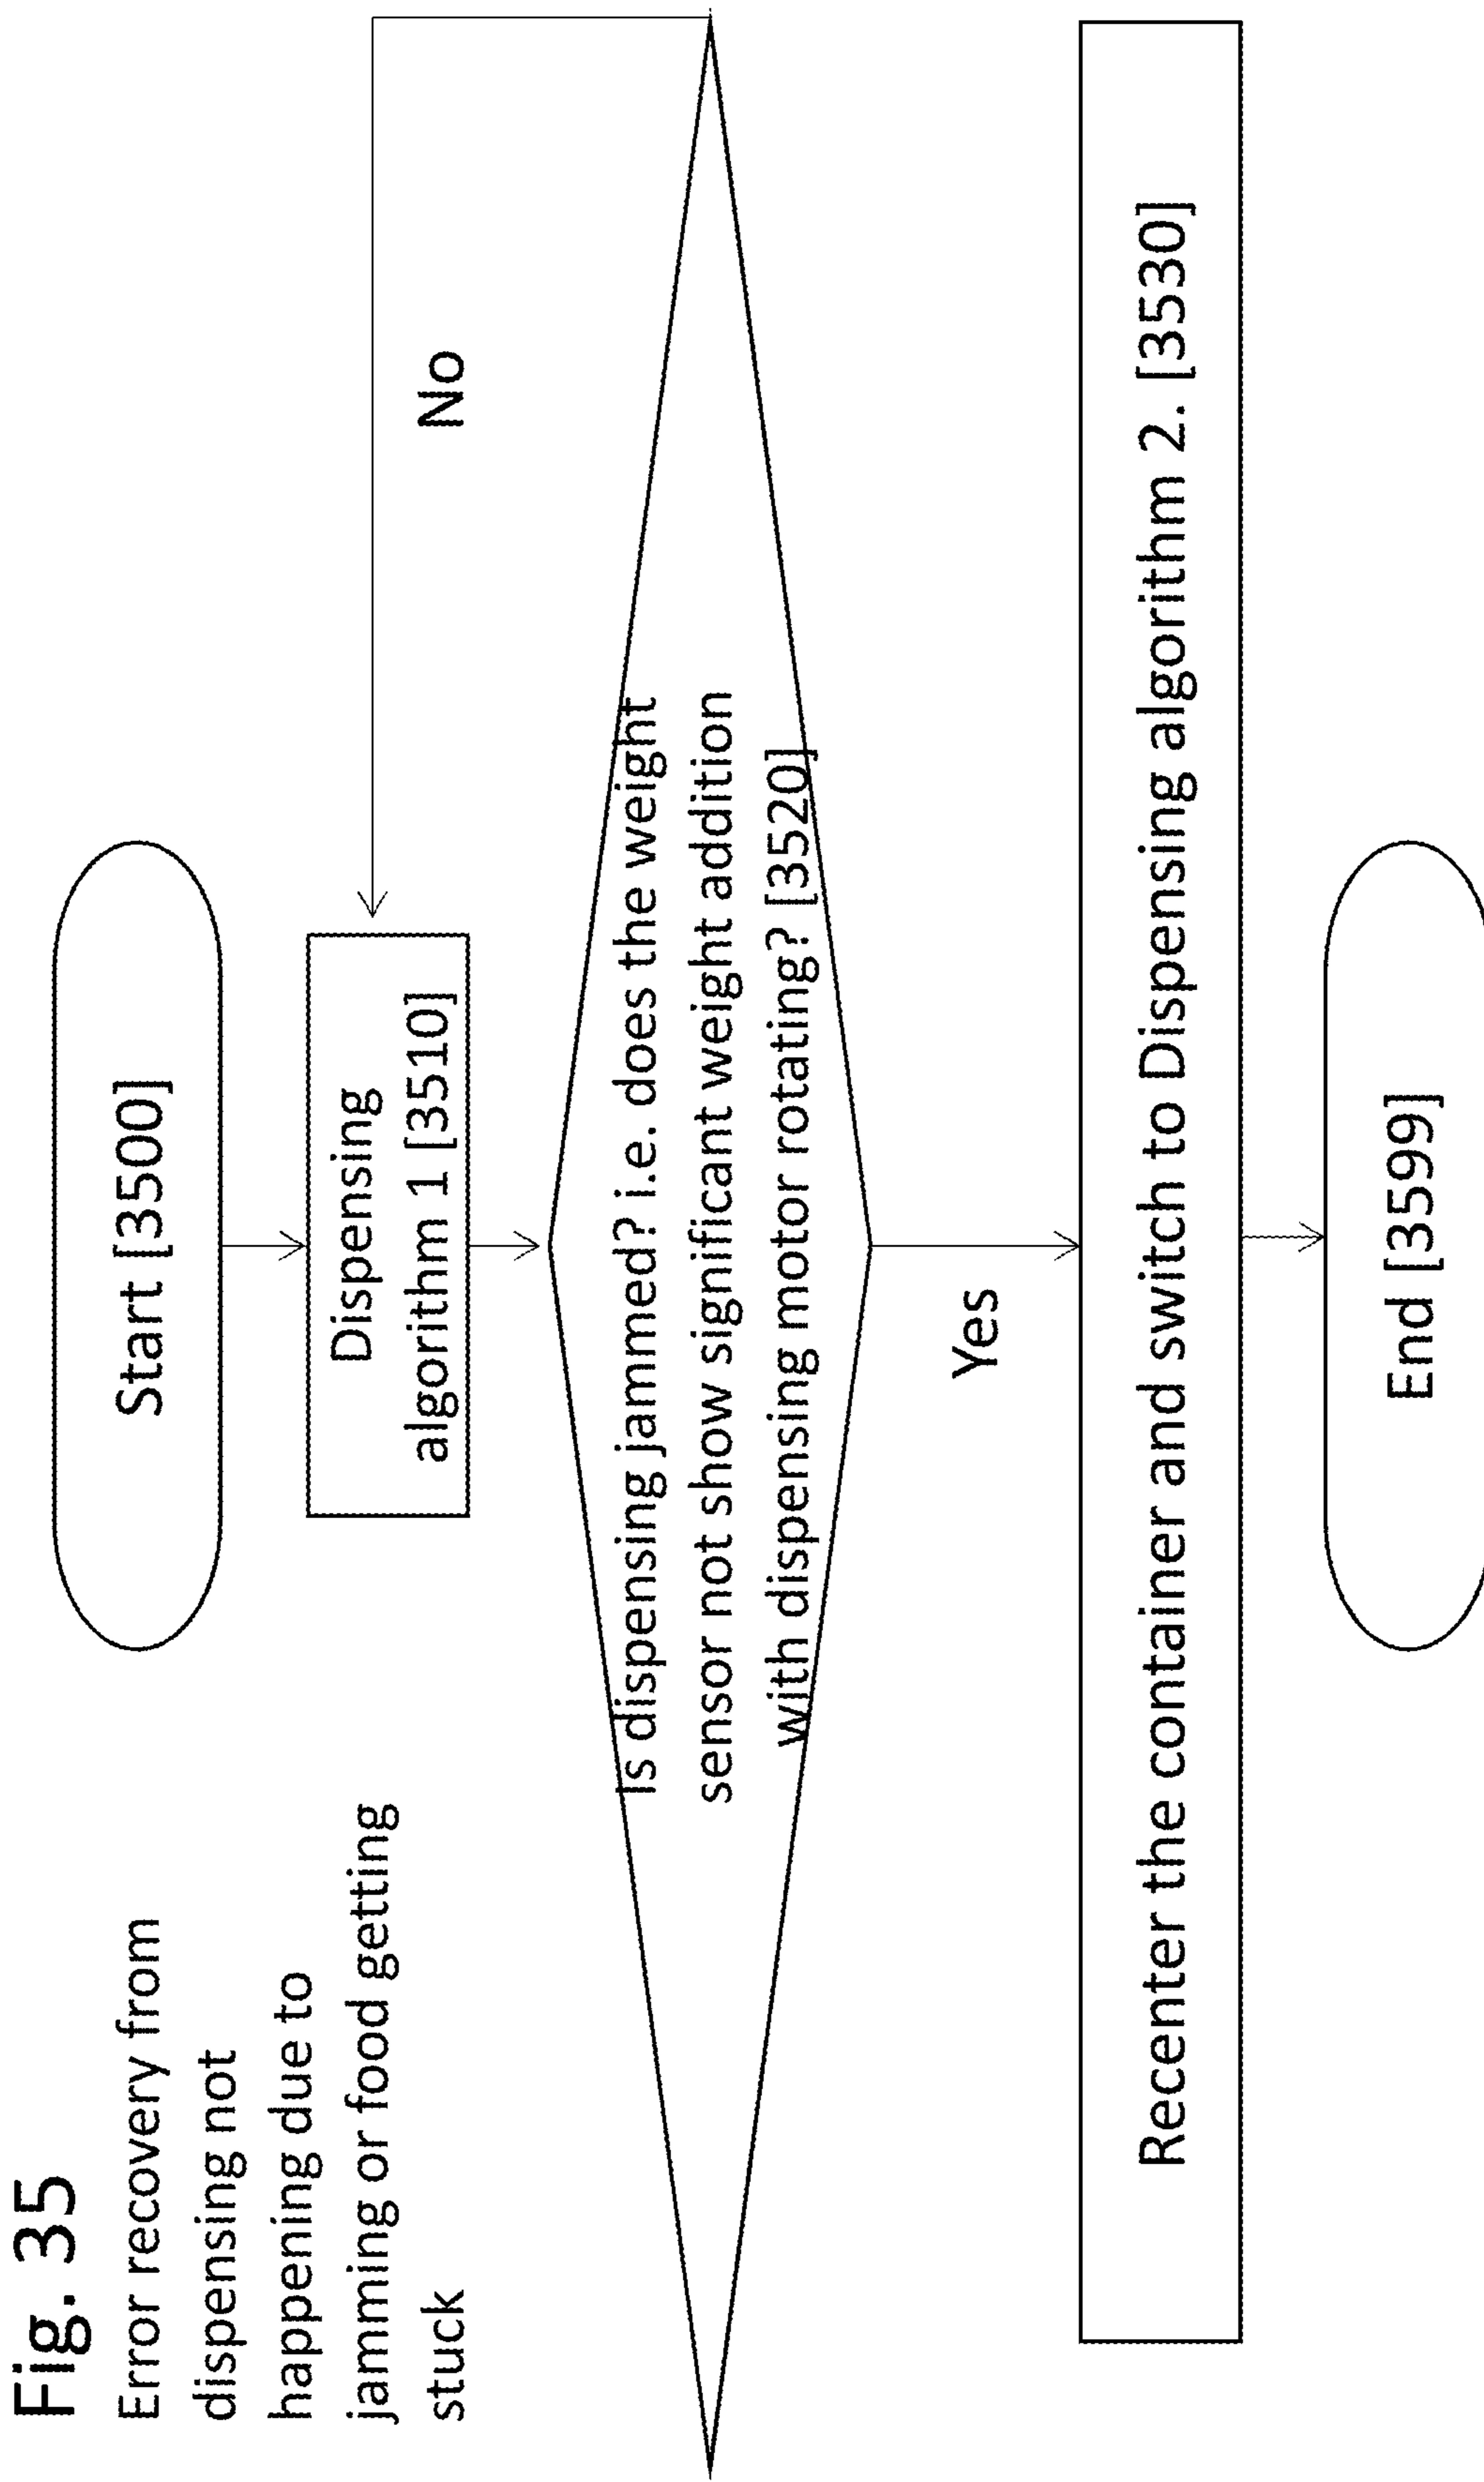 Fig. 35
Error recovery from
dispensing not
happening due to
jamming or food getting
stuck
Start [3500]
Dispensing
algorithm 1 [3510]
No
Is dispensing jammed? i.e. does the weight
sensor not show significant weight addition
with dispensing motor rotating? [3520]
Yes
Recenter the container and switch to Dispensing algorithm 2. [3530]
End [3599]